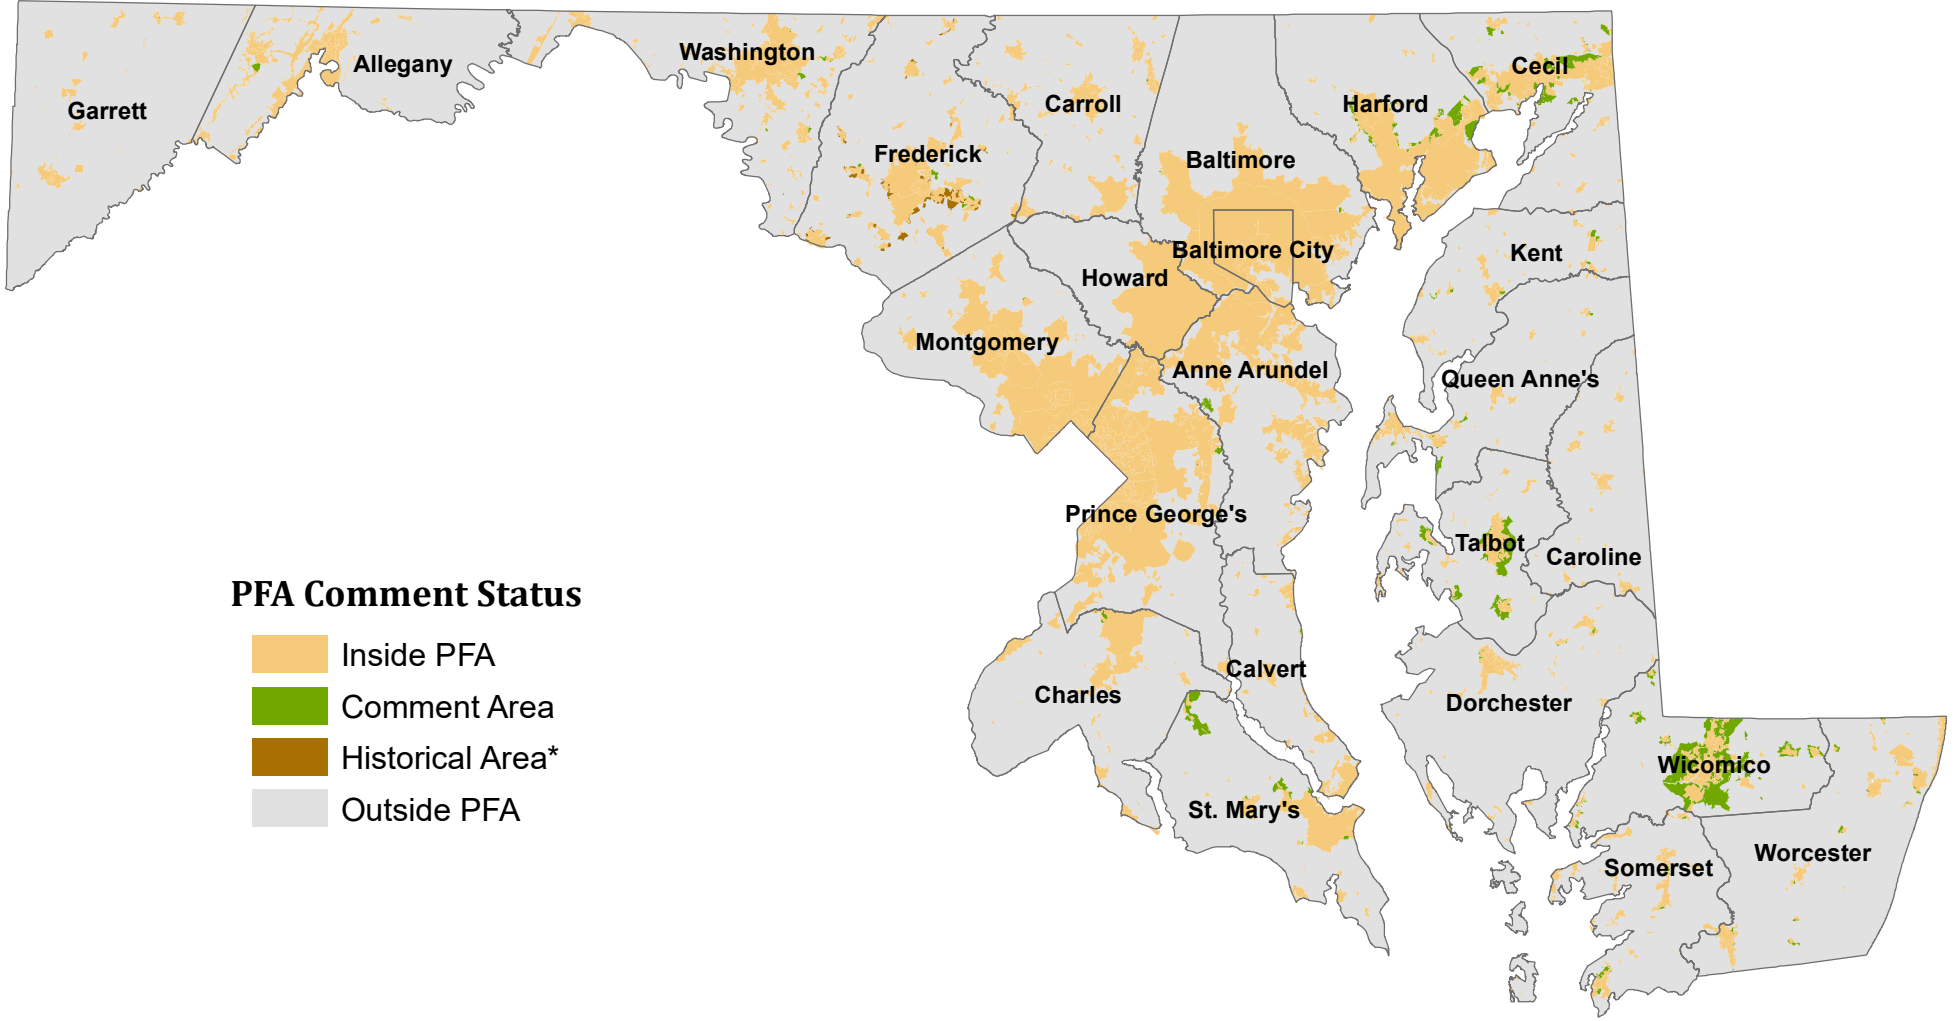 Washington
Allegany
Cecil
Garrett
Carroll
Harford
Frederick
Baltimore
Baltimore City
Kent
Howard
Montgomery
Anne Arundel
Queen Anne's
Prince George's
Talbot
Caroline
PFA Comment Status
Inside PFA
Comment Area
Historical Area*
Outside PFA
Calvert
Charles
Dorchester
Wicomico
St. Mary's
Worcester
Somerset